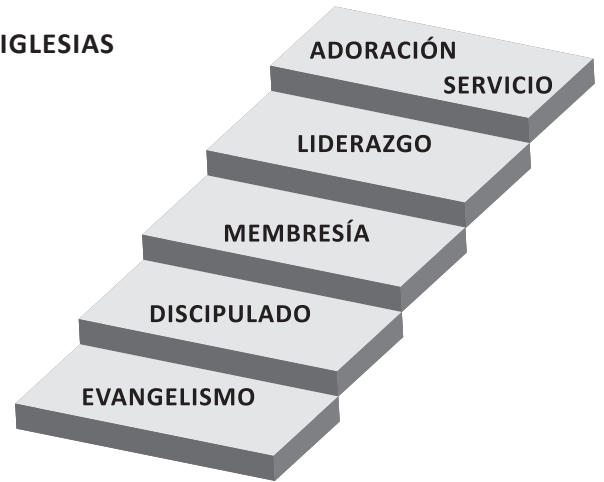 IGLESIAS
ADORACIÓN
SERVICIO
LIDERAZGO
MEMBRESÍA
DISCIPULADO
EVANGELISMO